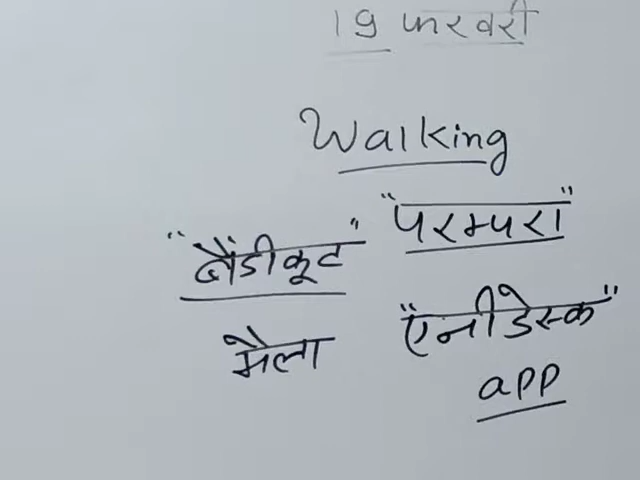 19 फरवरी
Walking
"परम्परा"
"बैंडीकूट"
मैला
"एनीडेस्क"
app